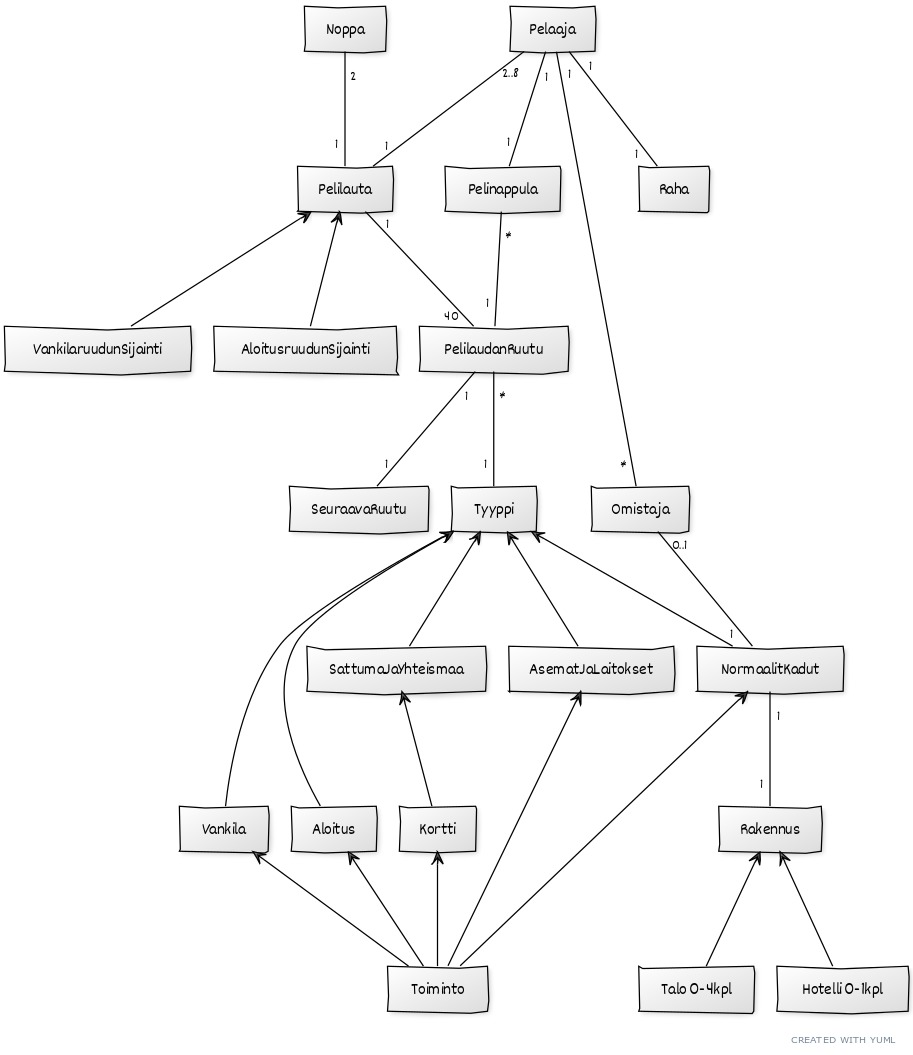 Noppa
Pelaaja
2
2..8
1
1
1
1
1
1
1
Pelilauta
Pelinappula
Raha
1
*
40
1
VankilaruudunSijainti
AloitusruudunSijainti
PelilaudanRuutu
1
*
1
1
*
SeuraavaRuutu
Tyyppi
Omistaja
0..1
1
SattumaJaYhteismaa
AsematJaLaitokset
NormaalitKadut
1
1
Vankila
Aloitus
Kortti
Rakennus
Toiminto
Talo 0-4kpl
Hotelli 0-1kpl
CREATED WITH YUML